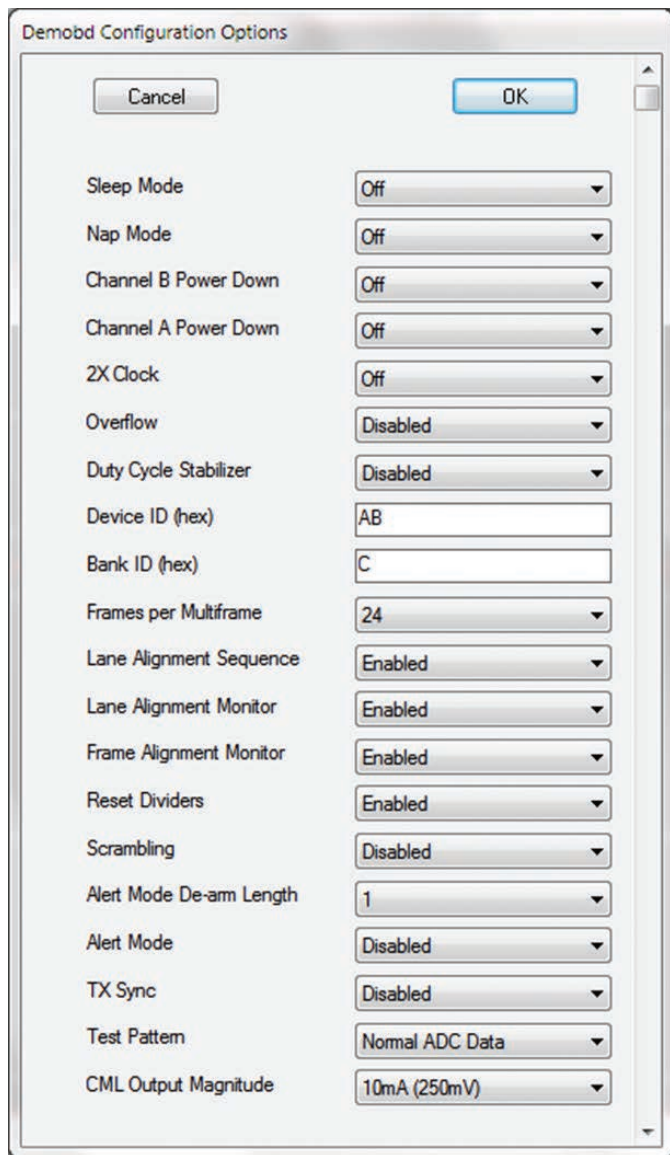 Demobd Configuration Options
Cancel OK
Sleep Mode Off
Nap Mode Off
Channel B Power Down Off
Channel A Power Down Off
2X Clock Off
Overflow Disabled
Duty Cycle Stabilizer Disabled
Device ID (hex) AB
Bank ID (hex) C
Frames per Multiframe 24
Lane Alignment Sequence Enabled
Lane Alignment Monitor Enabled
Frame Alignment Monitor Enabled
Reset Dividers Enabled
Scrambling Disabled
Alert Mode De-arm Length 1
Alert Mode Disabled
TX Sync Disabled
Test Pattern Normal ADC Data
CML Output Magnitude 10mA (250mV)